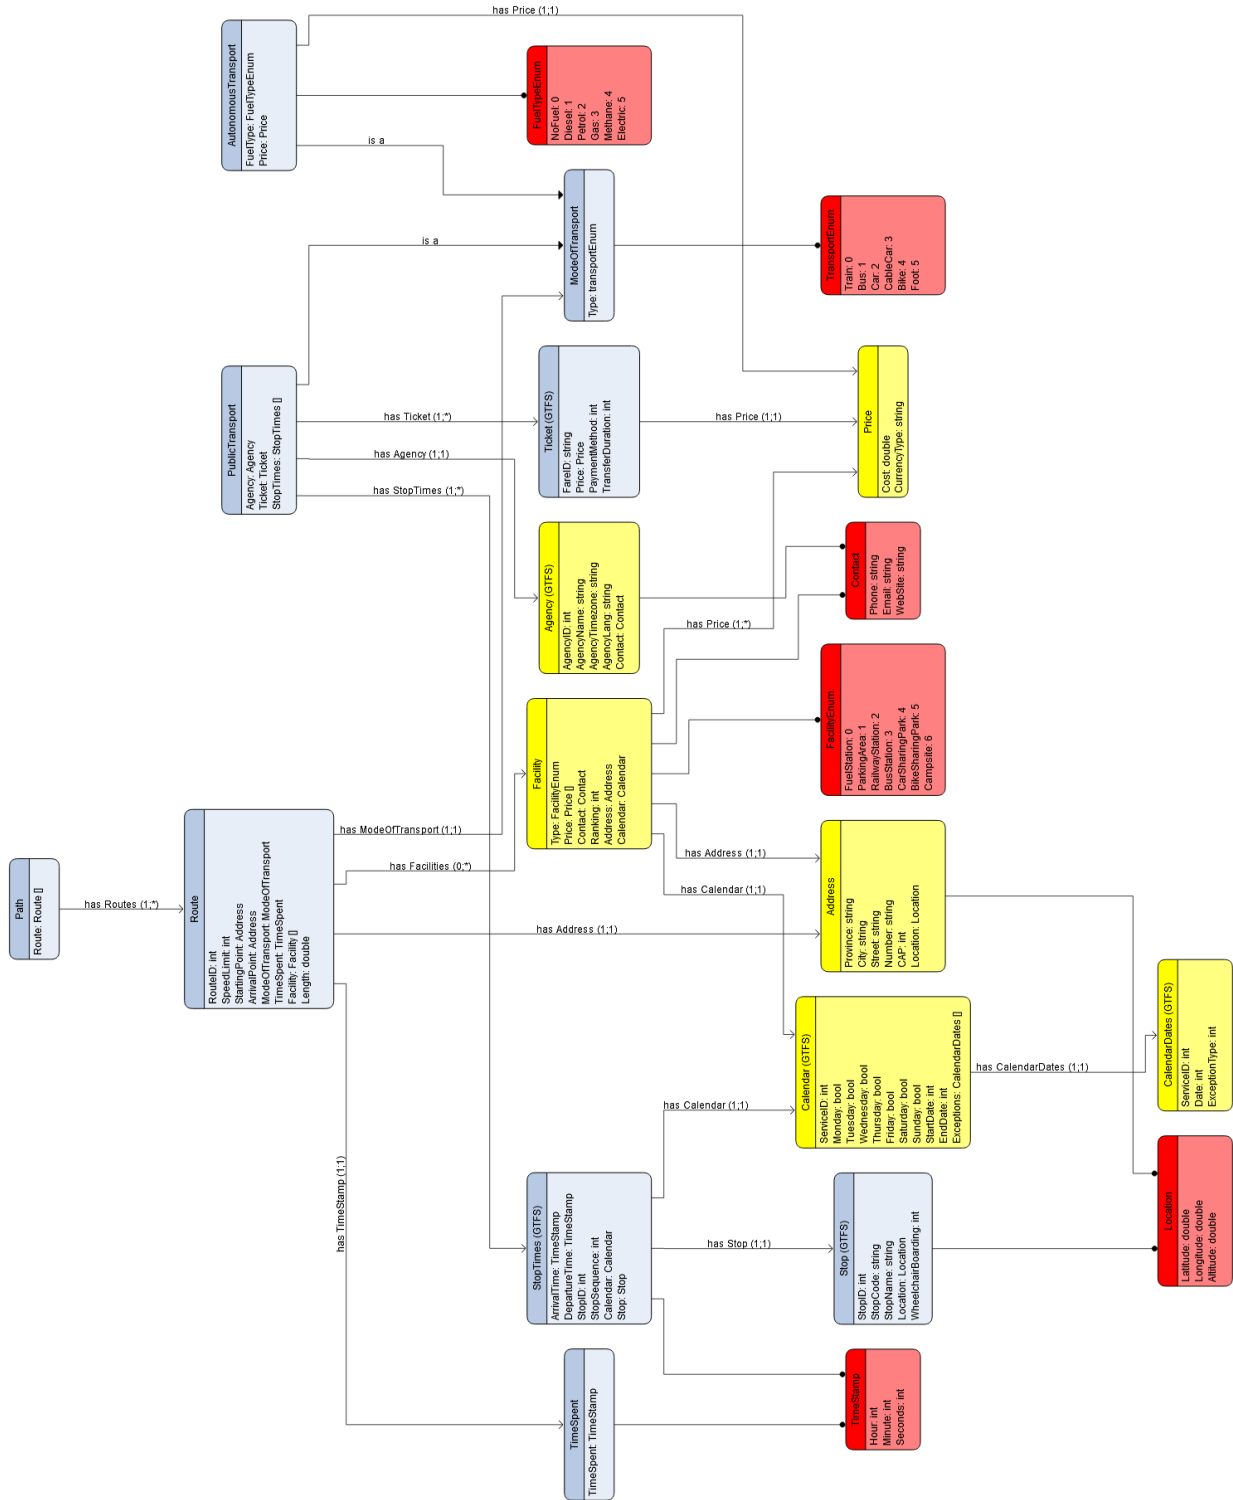 Path
Route: Route []
has Routes (1;*)
Route
RouteID: int
SpeedLimit: int
StartingPoint: Address
ArrivalPoint: Address
ModeOfTransport: ModeOfTransport
TimeSpent: TimeSpent
Facility: Facility []
Length: double
has TimeStamp (1;1)
has Address (1;1)
has Facilities (0;*)
has ModeOfTransport (1;1)
PublicTransport
Agency: Agency
Ticket: Ticket
StopTimes: StopTimes []
has StopTimes (1;*)
has Agency (1;1)
has Ticket (1;*)
is a
AutonomousTransport
FuelType: FuelTypeEnum
Price: Price
is a
has Price (1;1)
TimeSpent
TimeSpent: TimeStamp
StopTimes (GTFS)
ArrivalTime: TimeStamp
DepartureTime: TimeStamp
StopID: int
StopSequence: int
Calendar: Calendar
Stop: Stop
has Stop (1;1)
has Calendar (1;1)
Facility
Type: FacilityEnum
Price: Price []
Contact: Contact
Ranking: int
Address: Address
Calendar: Calendar
has Calendar (1;1)
has Address (1;1)
has Price (1;*)
Agency (GTFS)
AgencyID: int
AgencyName: string
AgencyTimezone: string
AgencyLang: string
Contact: Contact
Ticket (GTFS)
FareID: string
Price: Price
PaymentMethod: int
TransferDuration: int
has Price (1;1)
ModeOfTransport
Type: transportEnum
FuelTypeEnum
NoFuel: 0
Diesel: 1
Petrol: 2
Gas: 3
Methane: 4
Electric: 5
TimeStamp
Hour: int
Minute: int
Seconds: int
Stop (GTFS)
StopID: int
StopCode: string
StopName: string
Location: Location
WheelchairBoarding: int
Calendar (GTFS)
ServiceID: int
Monday: bool
Tuesday: bool
Wednesday: bool
Thursday: bool
Friday: bool
Saturday: bool
Sunday: bool
StartDate: int
EndDate: int
Exceptions: CalendarDates []
has CalendarDates (1;1)
Address
Province: string
City: string
Street: string
Number: string
CAP: int
Location: Location
FacilityEnum
FuelStation: 0
ParkingArea: 1
RailwayStation: 2
BusStation: 3
CarSharingPark: 4
BikeSharingPark: 5
Campsite: 6
Contact
Phone: string
Email: string
WebSite: string
Price
Cost: double
CurrencyType: string
TransportEnum
Train: 0
Bus: 1
Car: 2
CableCar: 3
Bike: 4
Foot: 5
Location
Latitude: double
Longitude: double
Altitude: double
CalendarDates (GTFS)
ServiceID: int
Date: int
ExceptionType: int